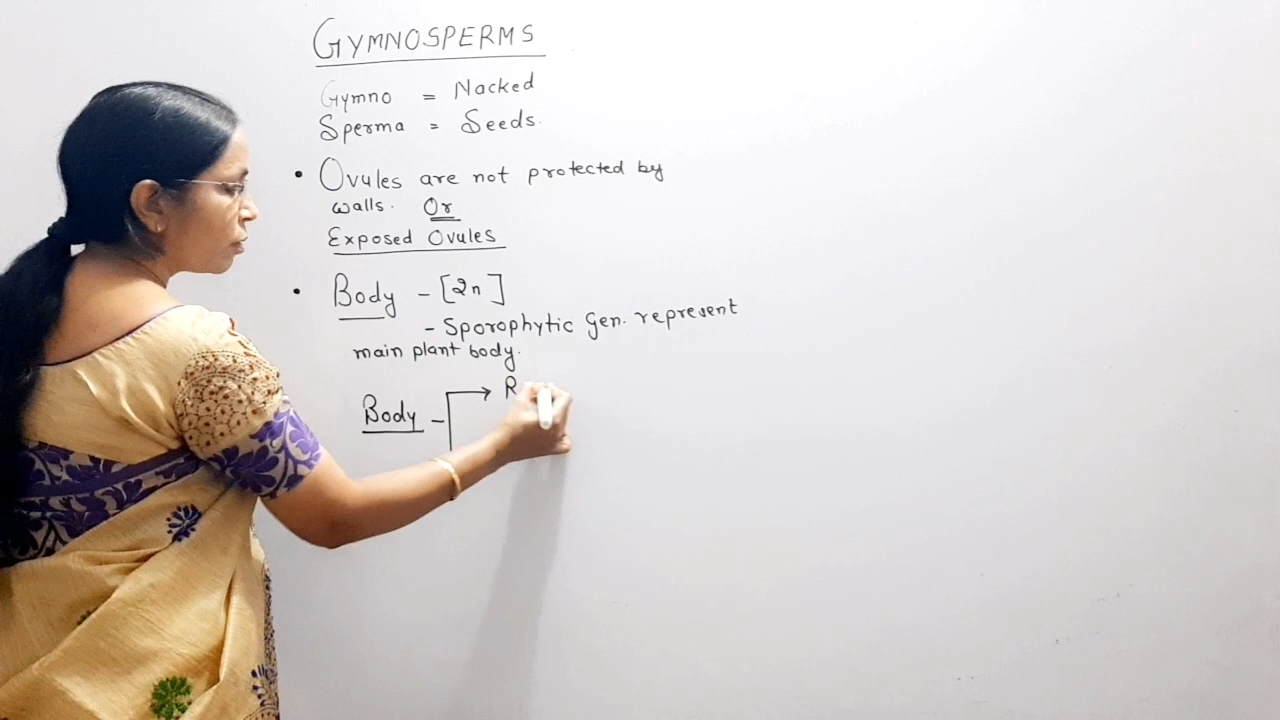 GYMNOSPERMS
Gymno = Nacked
Sperma = Seeds.
• Ovules are not protected by
walls. Or
Exposed Ovules
• Body - [2n]
- Sporophytic Gen. represent
main plant body.
Body - R